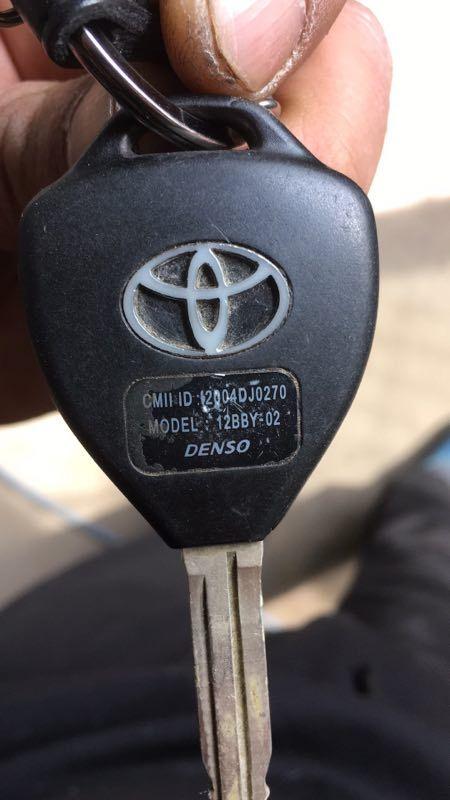 CMII ID:2004DJ0270
MODEL : 12BBY-02
DENSO